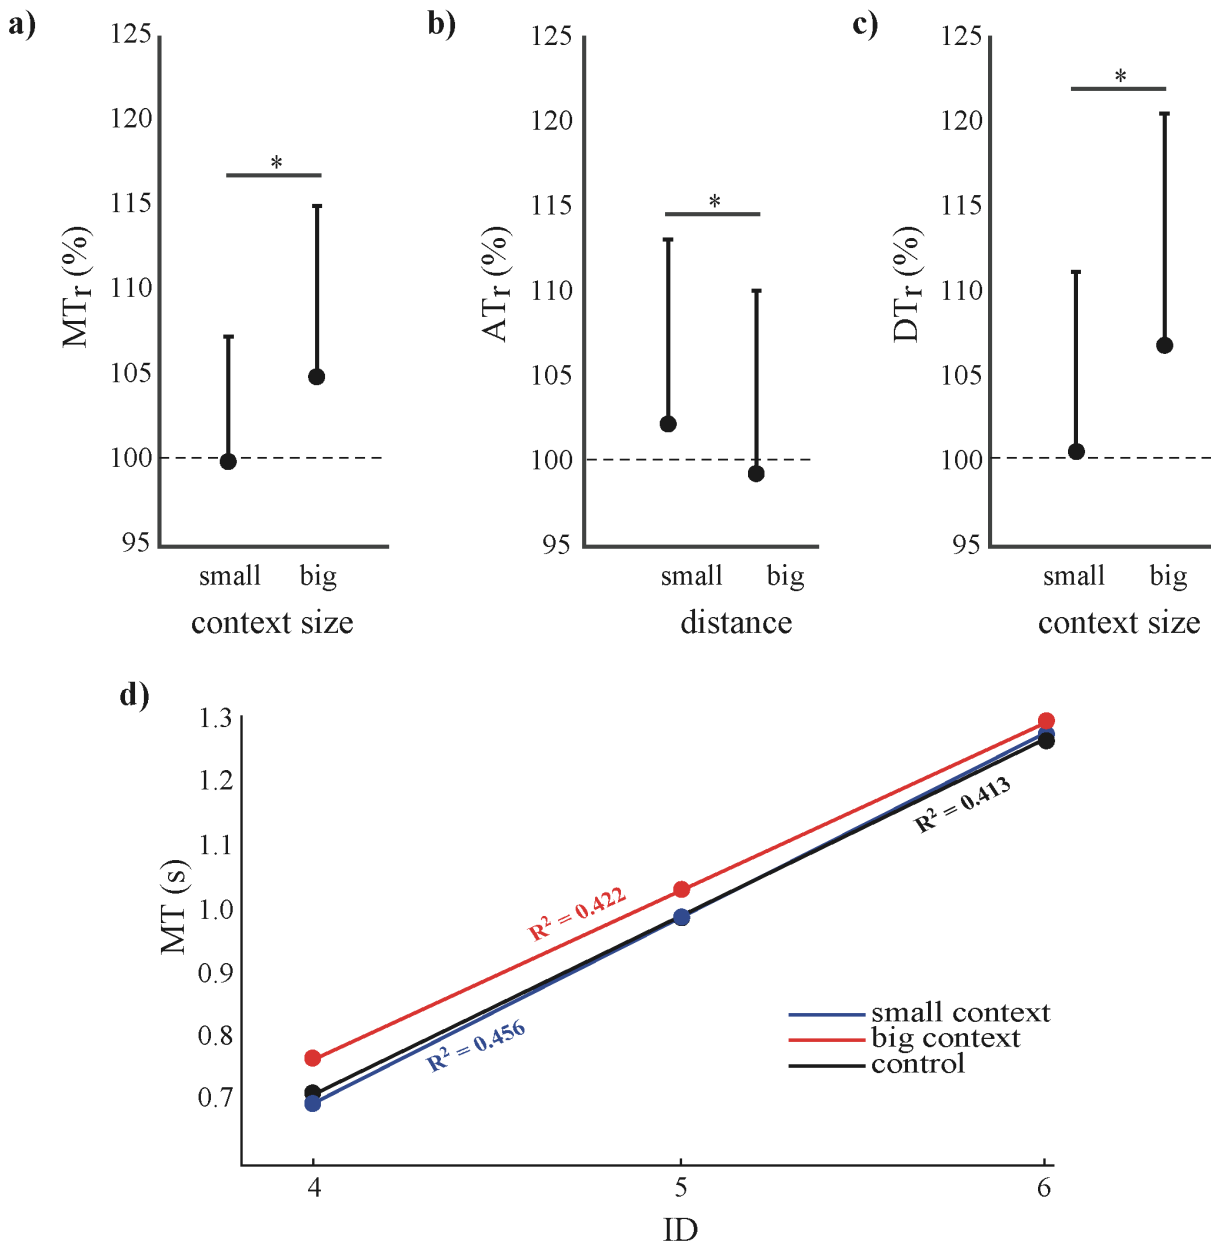 a)
MTr (%)
125
120
115
110
105
100
95
*
small big
context size
b)
ATr (%)
125
120
115
110
105
100
95
*
small big
distance
c)
DTr (%)
125
120
115
110
105
100
95
*
small big
context size
d)
MT (s)
1.3
1.2
1.1
1.0
0.9
0.8
0.7
R² = 0.413
R² = 0.422
R² = 0.456
small context
big context
control
4 5 6
ID